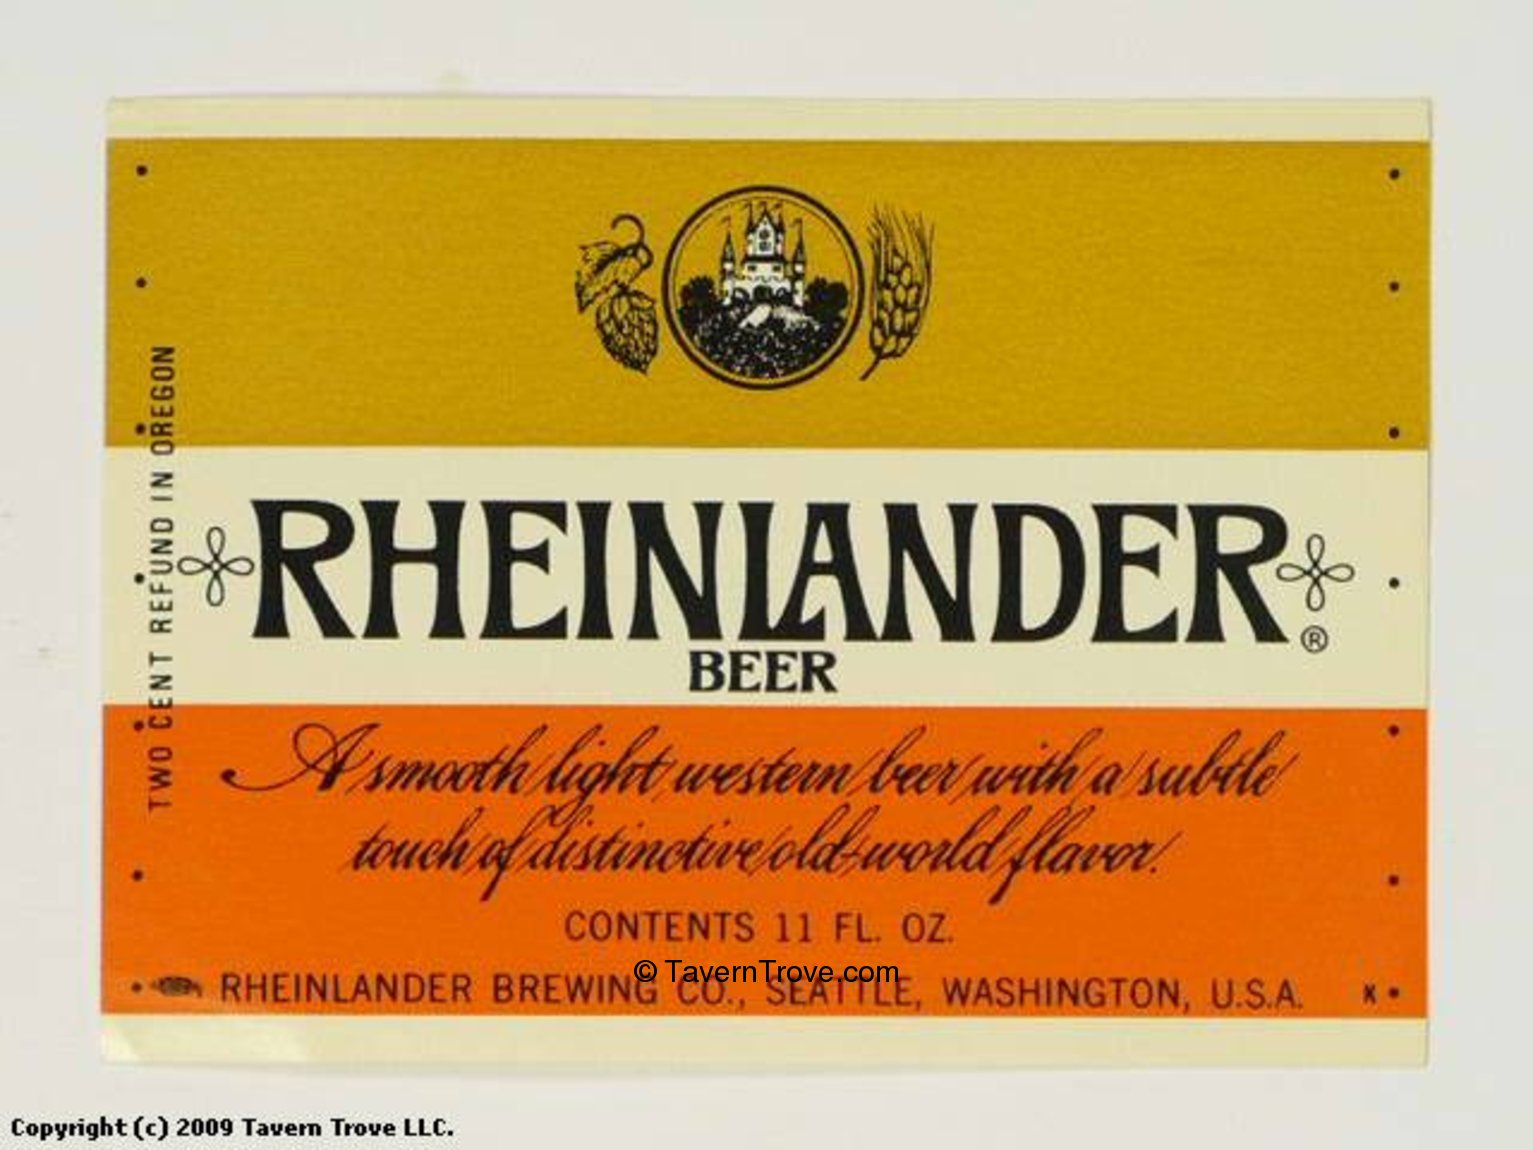 TWO CENT REFUND IN OREGON
RHEINLANDER®
BEER
A smooth light western beer with a subtle
touch of distinctive old-world flavor.
CONTENTS 11 FL. OZ.
© TavernTrove.com
RHEINLANDER BREWING CO., SEATTLE, WASHINGTON, U.S.A. K
Copyright (c) 2009 Tavern Trove LLC.